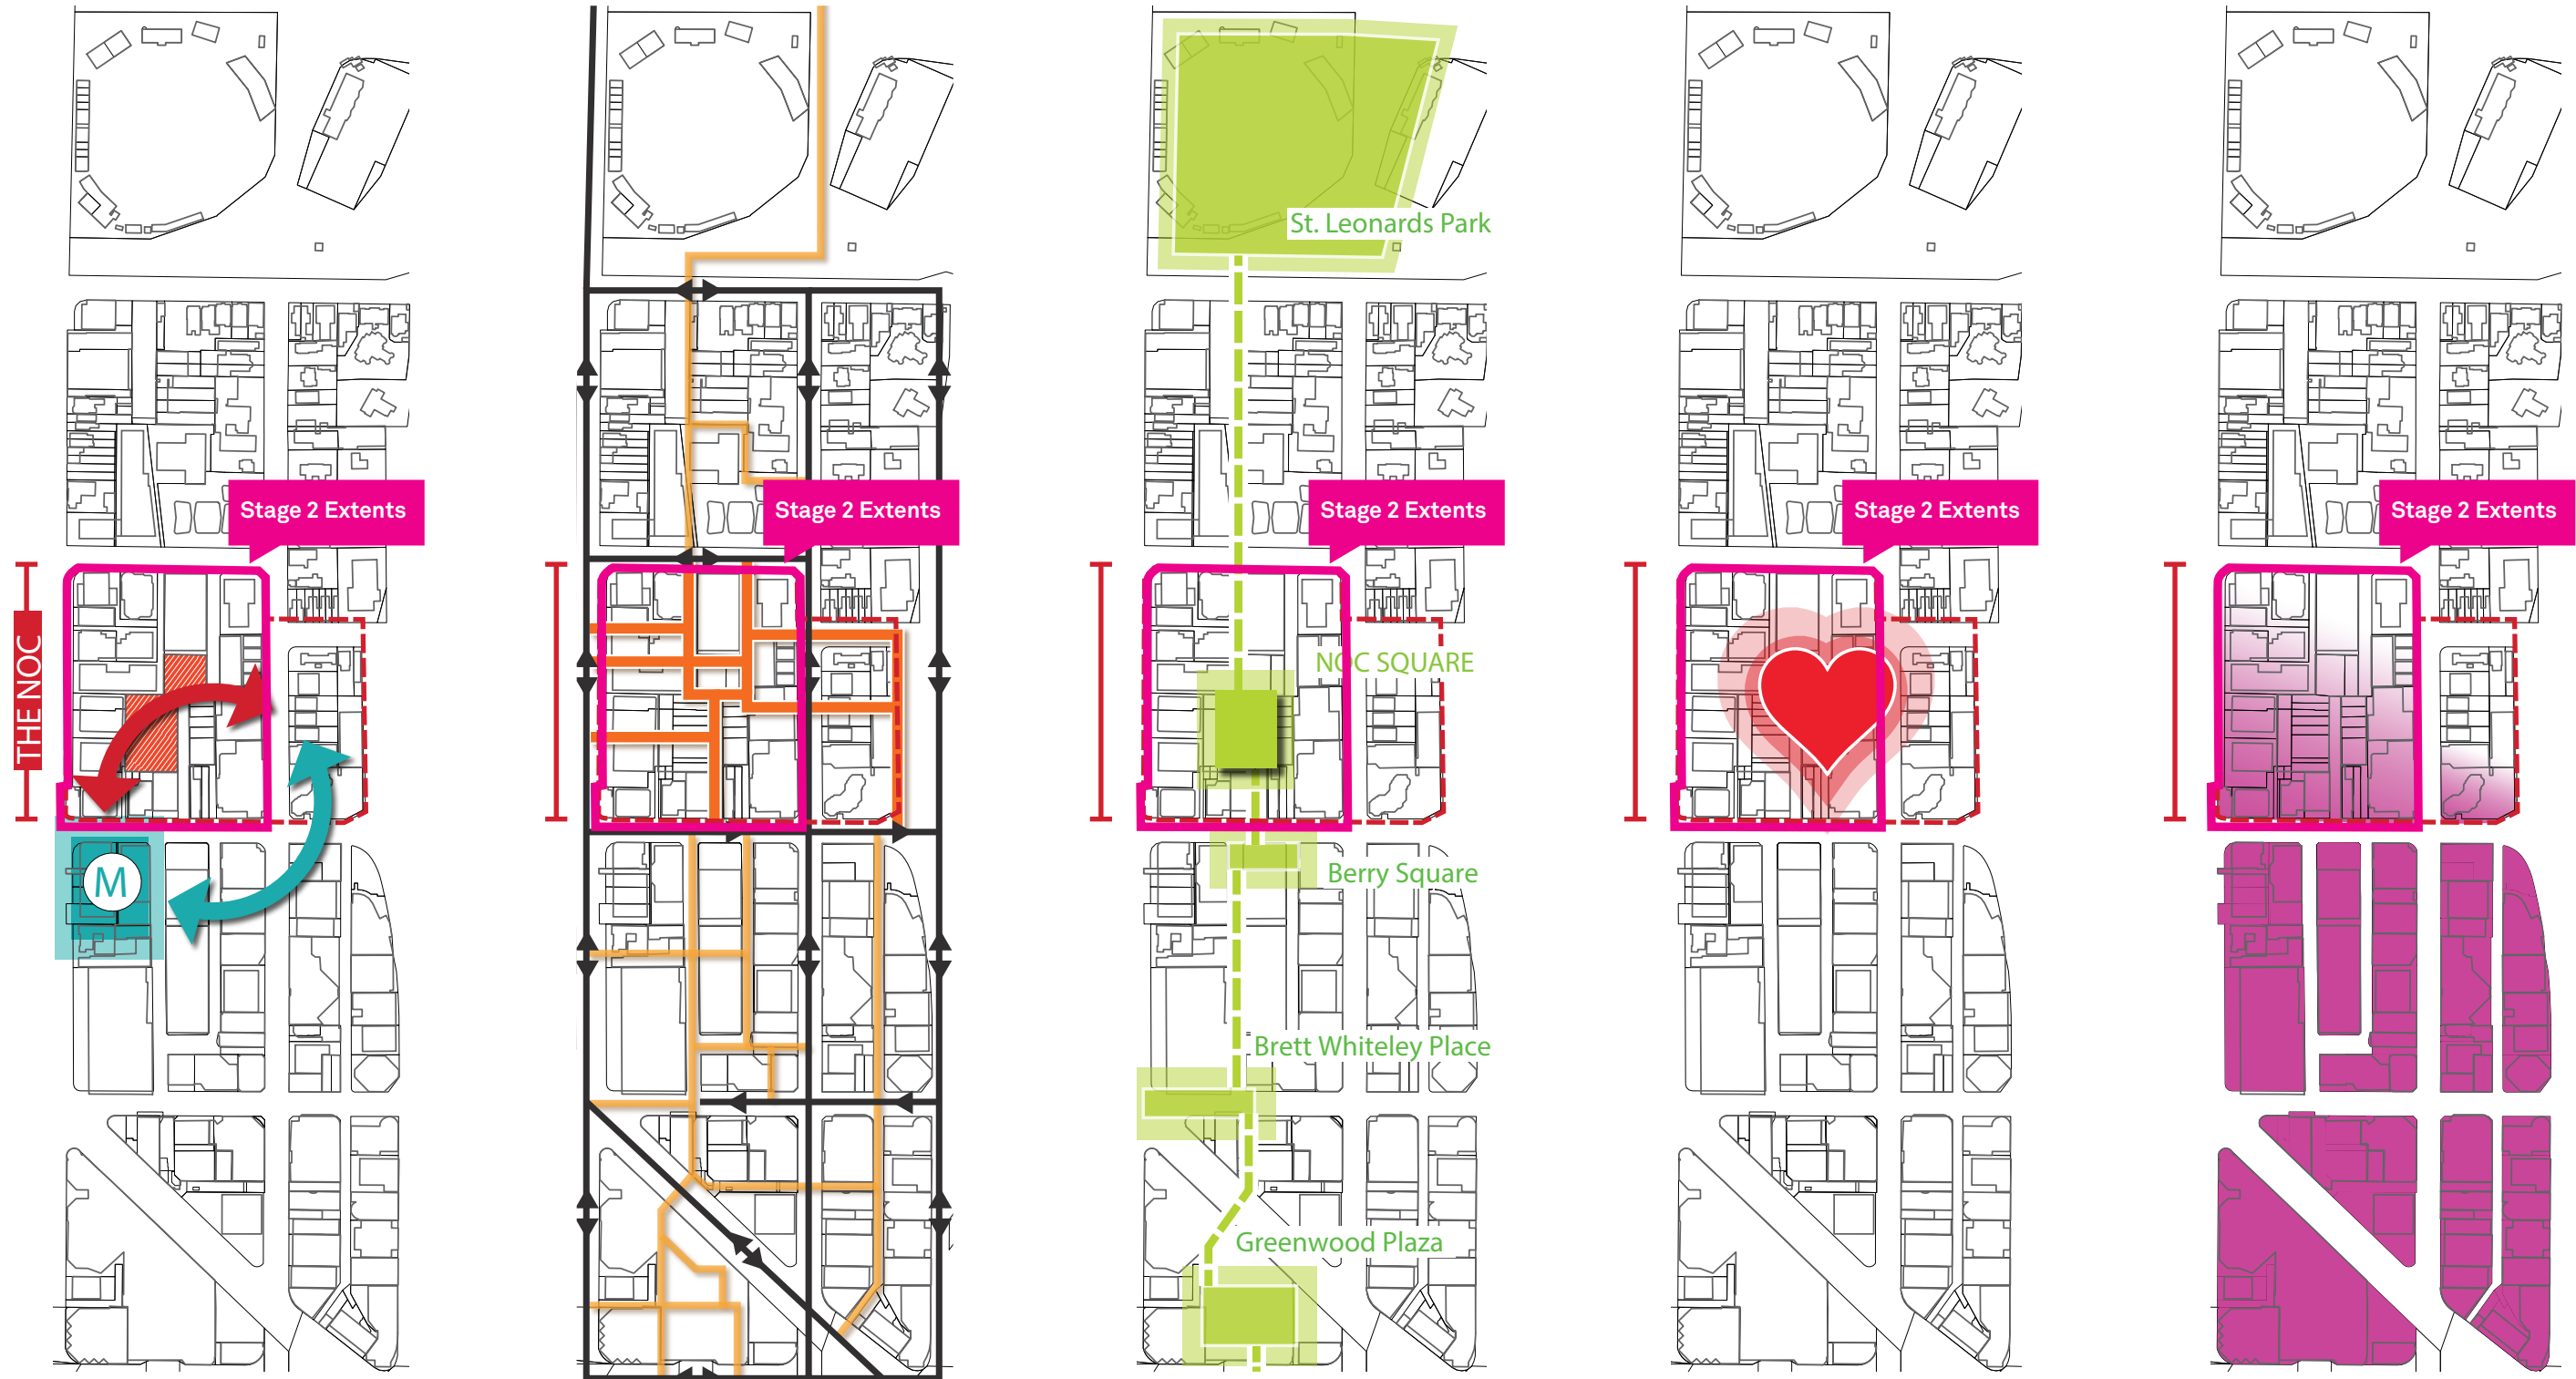 St. Leonards Park
Stage 2 Extents
Stage 2 Extents
Stage 2 Extents
Stage 2 Extents
Stage 2 Extents
THE NOC
NOC SQUARE
M
Berry Square
Brett Whiteley Place
Greenwood Plaza